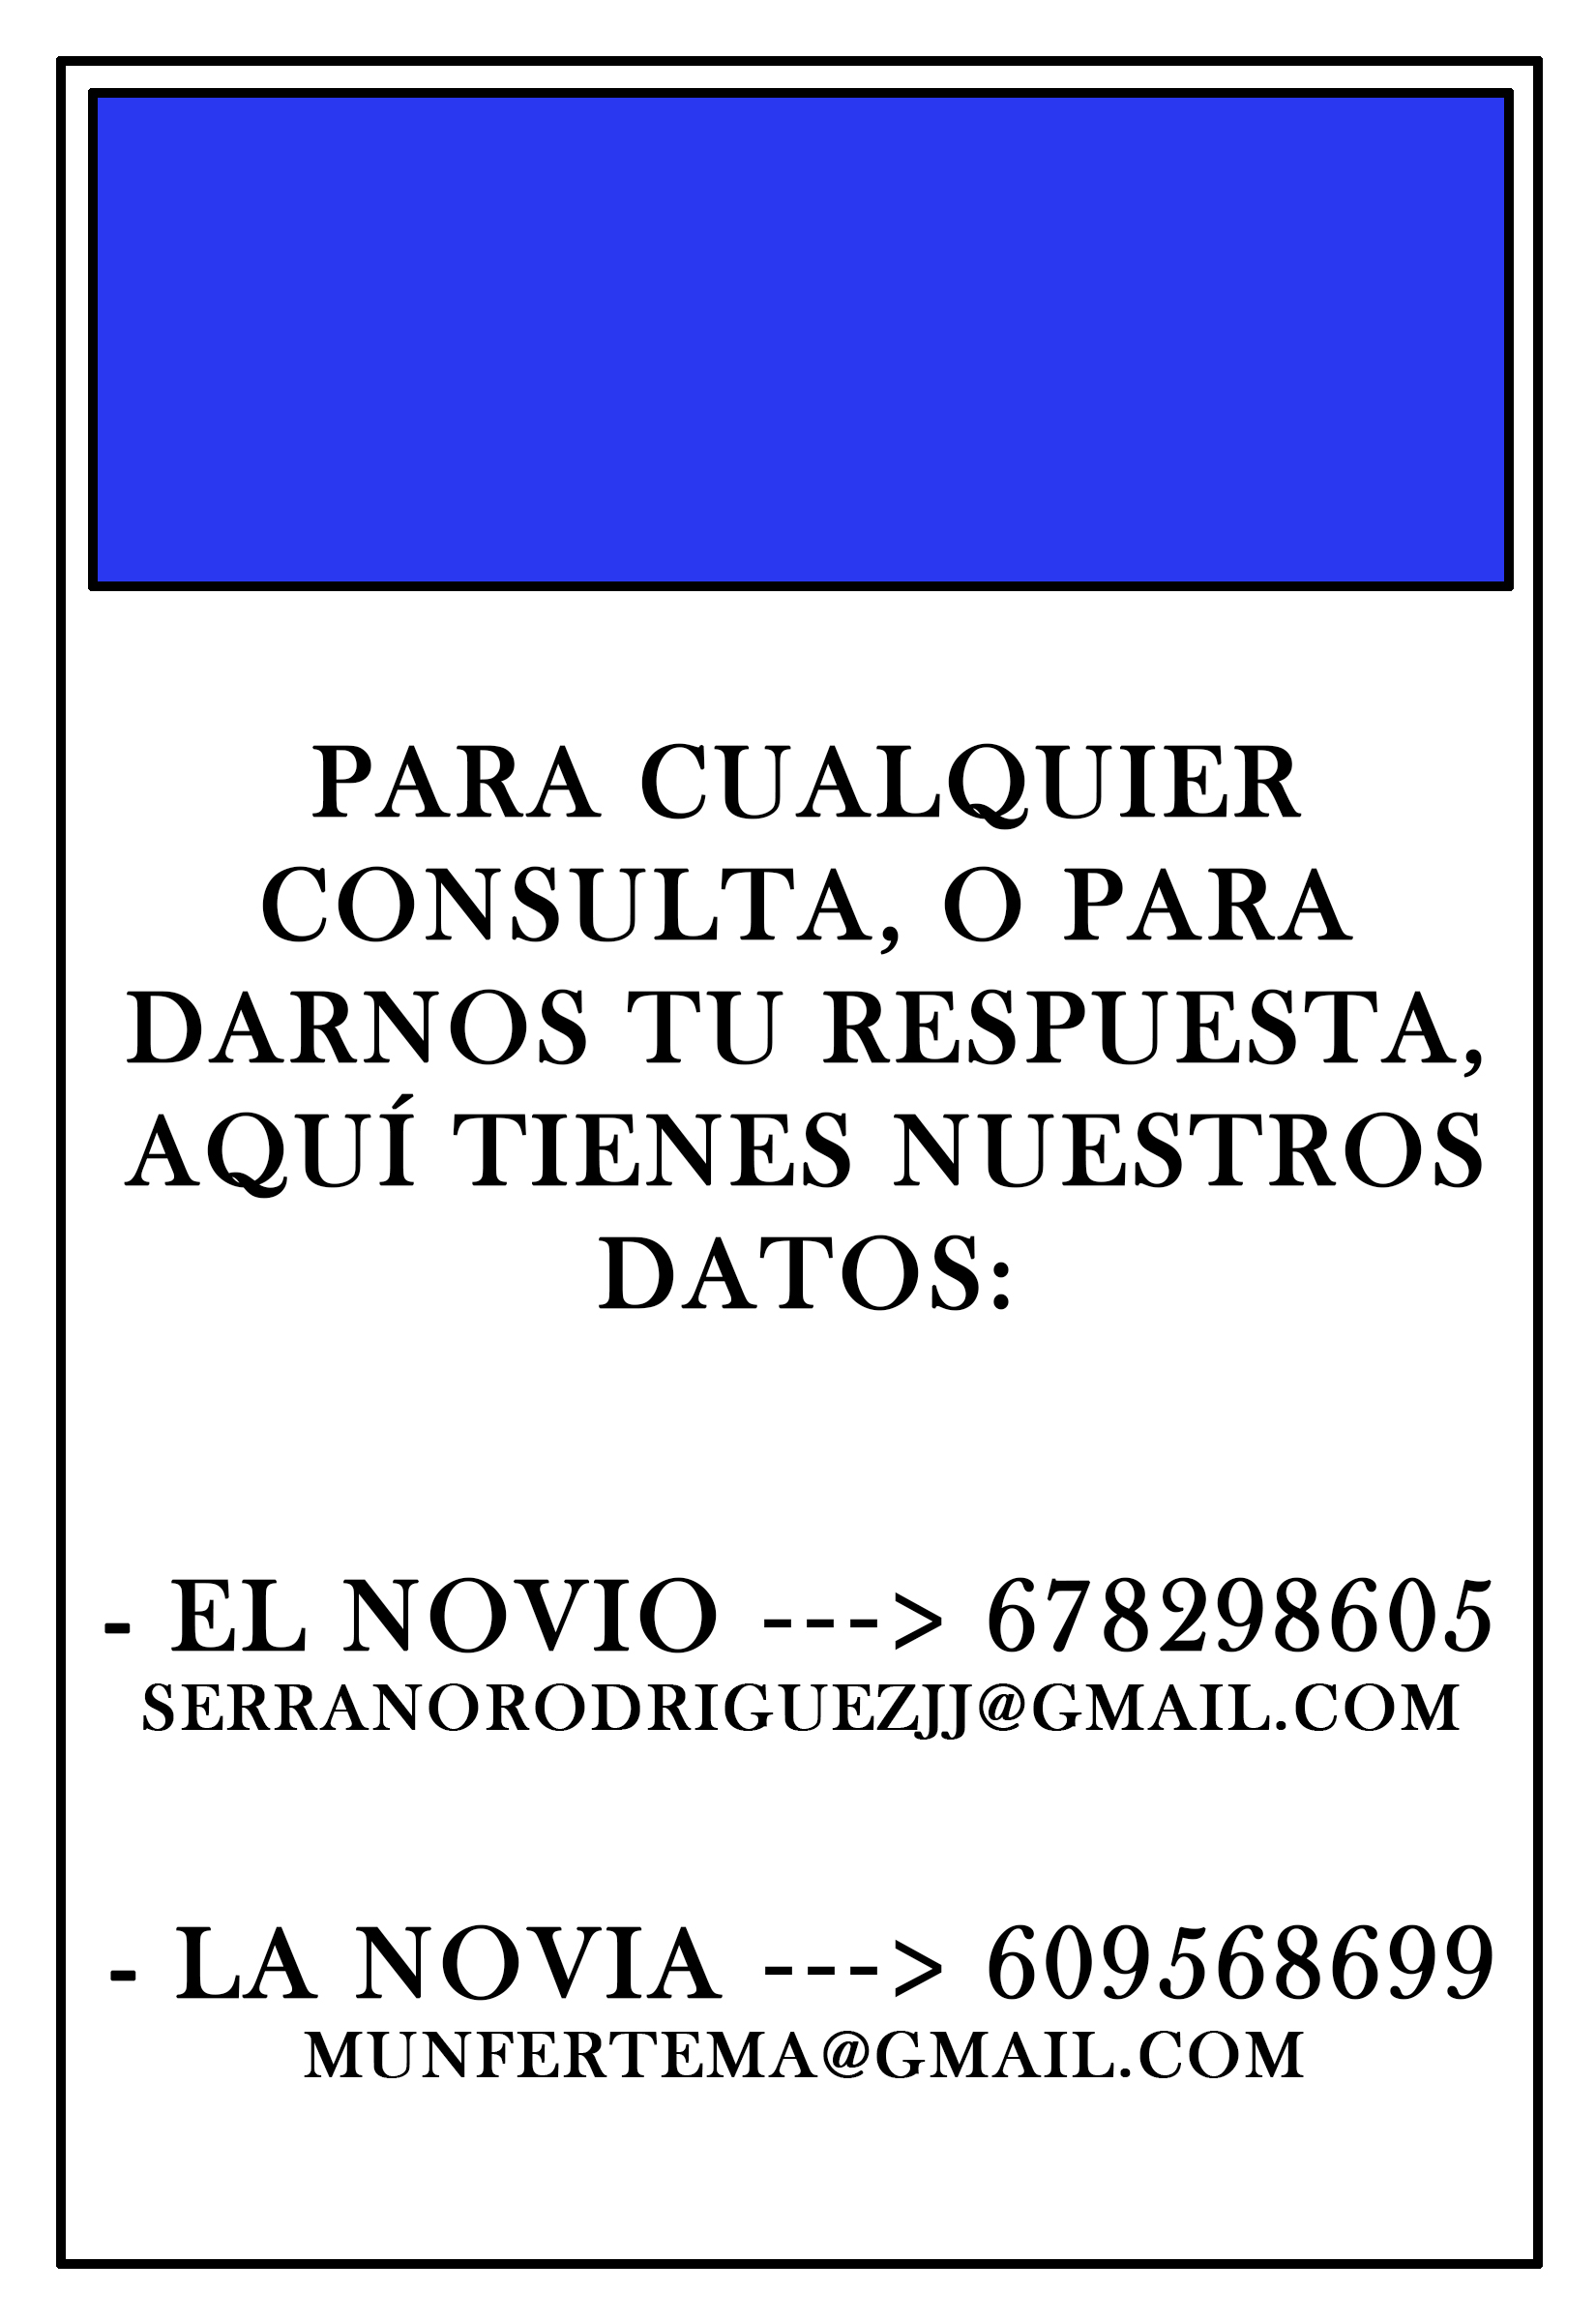 PARA CUALQUIER
CONSULTA, O PARA
DARNOS TU RESPUESTA,
AQUÍ TIENES NUESTROS
DATOS:
- EL NOVIO ---> 678298605
SERRANORODRIGUEZJJ@GMAIL.COM
- LA NOVIA ---> 609568699
MUNFERTEMA@GMAIL.COM